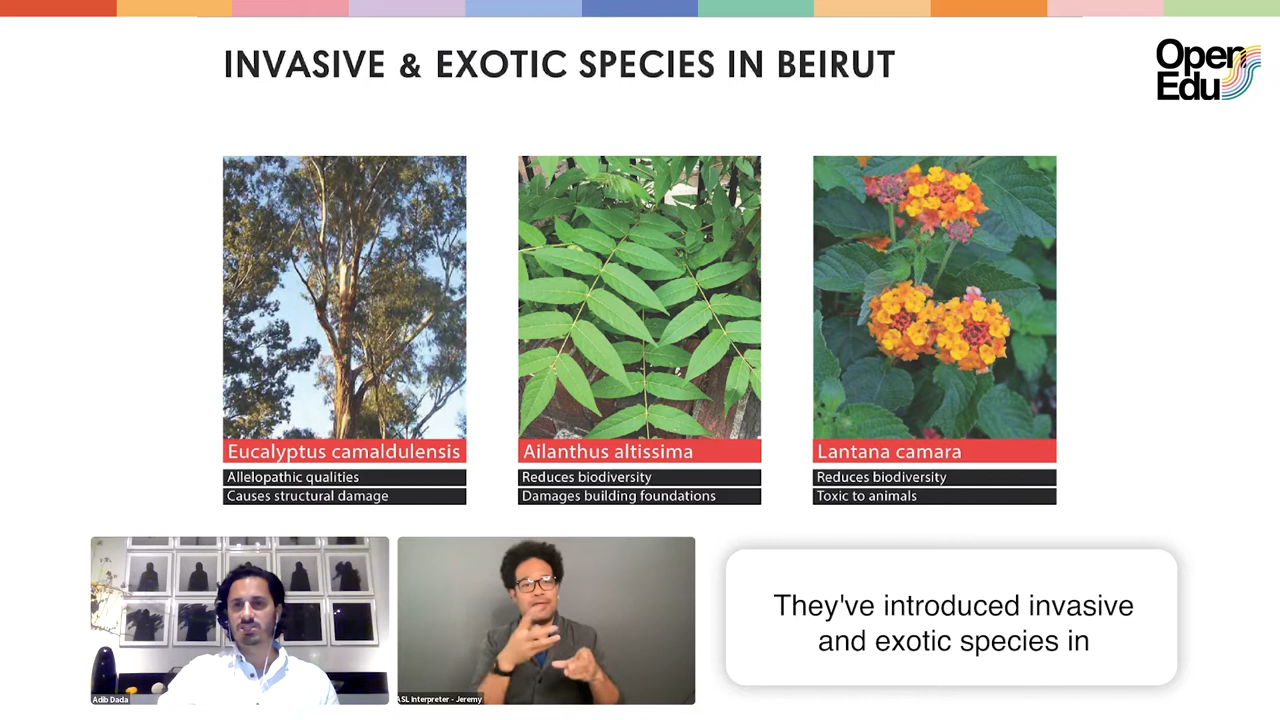 INVASIVE & EXOTIC SPECIES IN BEIRUT
Open
Edu
Eucalyptus camaldulensis
Allelopathic qualities
Causes structural damage
Ailanthus altissima
Reduces biodiversity
Damages building foundations
Lantana camara
Reduces biodiversity
Toxic to animals
Adib Dada
ASL Interpreter - Jeremy
They've introduced invasive
and exotic species in